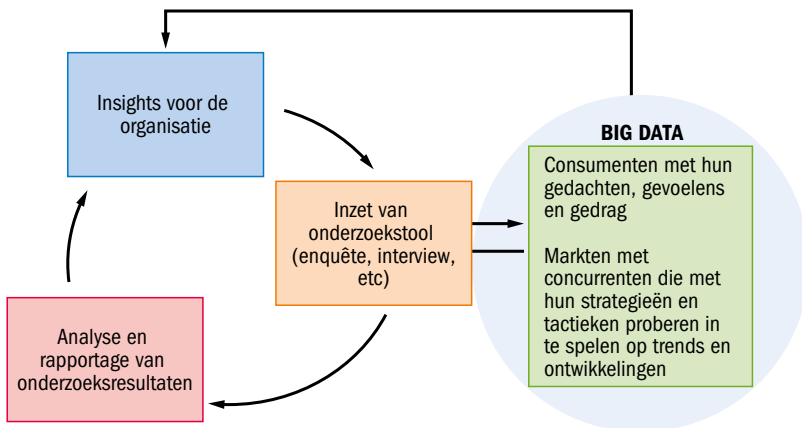 Insights voor de
organisatie
BIG DATA
Consumenten met hun
gedachten, gevoelens
en gedrag
Markten met
concurrenten die met
hun strategieën en
tactieken proberen in
te spelen op trends en
ontwikkelingen
Inzet van
onderzoekstool
(enquête, interview,
etc)
Analyse en
rapportage van
onderzoeksresultaten